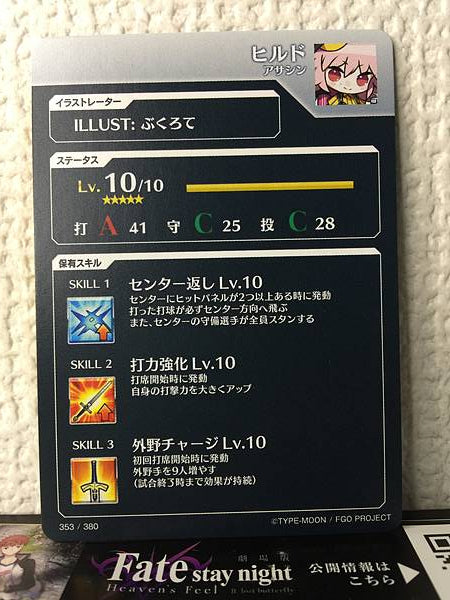 ヒルド
アサシン
イラストレーター
ILLUST: ぶくろて
ステータス
Lv. 10/10
★★★★★
打 A 41 守 C 25 投 C 28
保有スキル
SKILL 1 センター返し Lv.10
センターにヒットパネルが2つ以上ある時に発動
打った打球が必ずセンター方向へ飛ぶ
また、センターの守備選手が全員スタンする
SKILL 2 打力強化 Lv.10
打席開始時に発動
自身の打撃力を大きくアップ
SKILL 3 外野チャージ Lv.10
初回打席開始時に発動
外野手を9人増やす
(試合終了時まで効果が持続)
353 / 380
©TYPE-MOON / FGO PROJECT
劇場版
Fate stay night
Heaven's Feel
II. lost butterfly
公開情報は
こちら